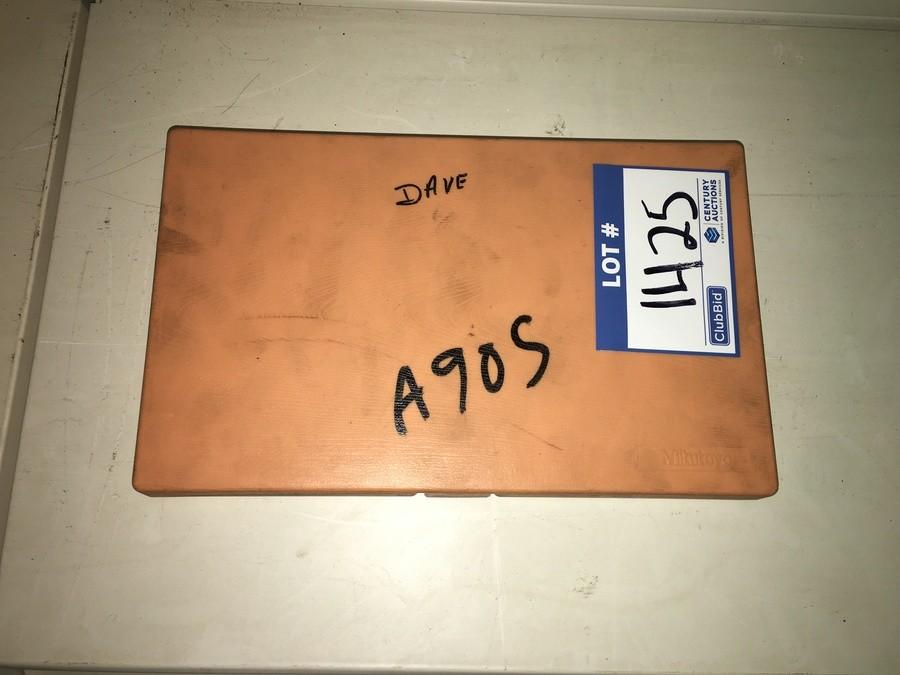 DAVE
A90S
LOT #
1425
CENTURY
AUCTIONS
ClubBid
Mitutoyo